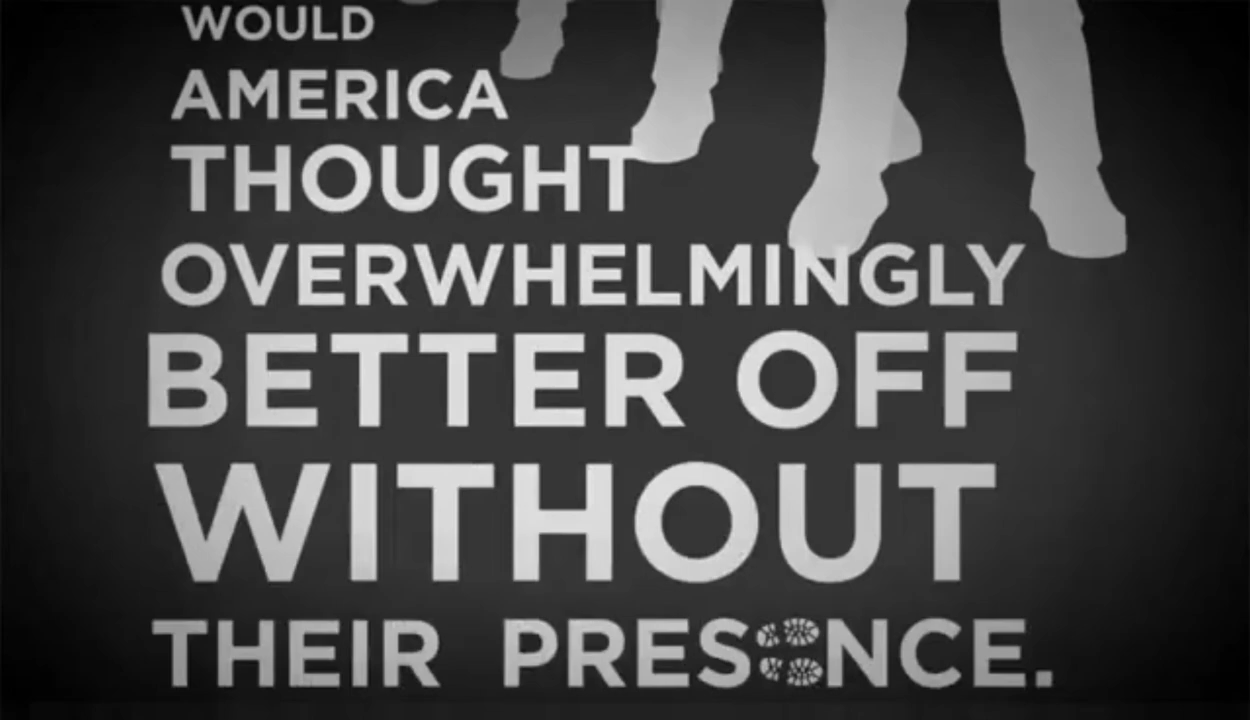 WOULD
AMERICA
THOUGHT
OVERWHELMINGLY
BETTER OFF
WITHOUT
THEIR PRESENCE.